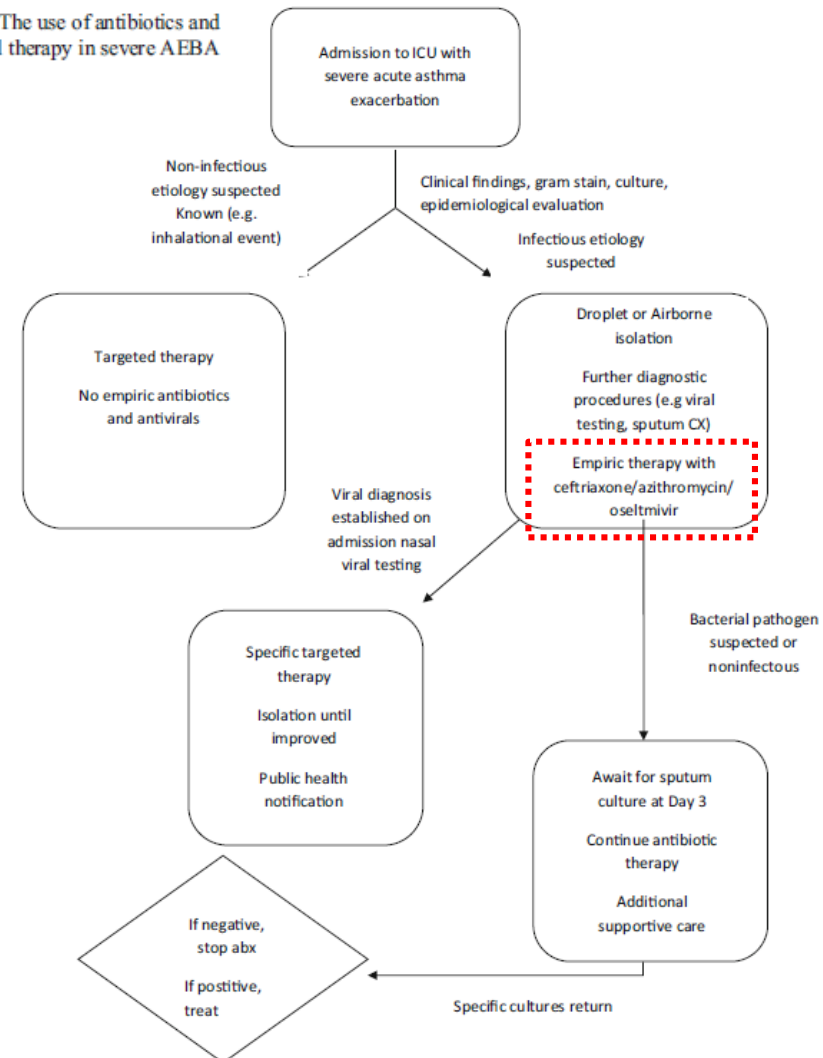 The use of antibiotics and
therapy in severe AEBA
Admission to ICU with
severe acute asthma
exacerbation
Non-infectious
etiology suspected
Known (e.g.
inhalational event)
Clinical findings, gram stain, culture,
epidemiological evaluation
Infectious etiology
suspected
Targeted therapy
No empiric antibiotics
and antivirals
Droplet or Airborne
isolation
Further diagnostic
procedures (e.g viral
testing, sputum CX)
Empiric therapy with
ceftriaxone/azithromycin/
oseltmivir
Viral diagnosis
established on
admission nasal
viral testing
Bacterial pathogen
suspected or
noninfectous
Specific targeted
therapy
Isolation until
improved
Public health
notification
Await for sputum
culture at Day 3
Continue antibiotic
therapy
Additional
supportive care
If negative,
stop abx
If postitive,
treat
Specific cultures return